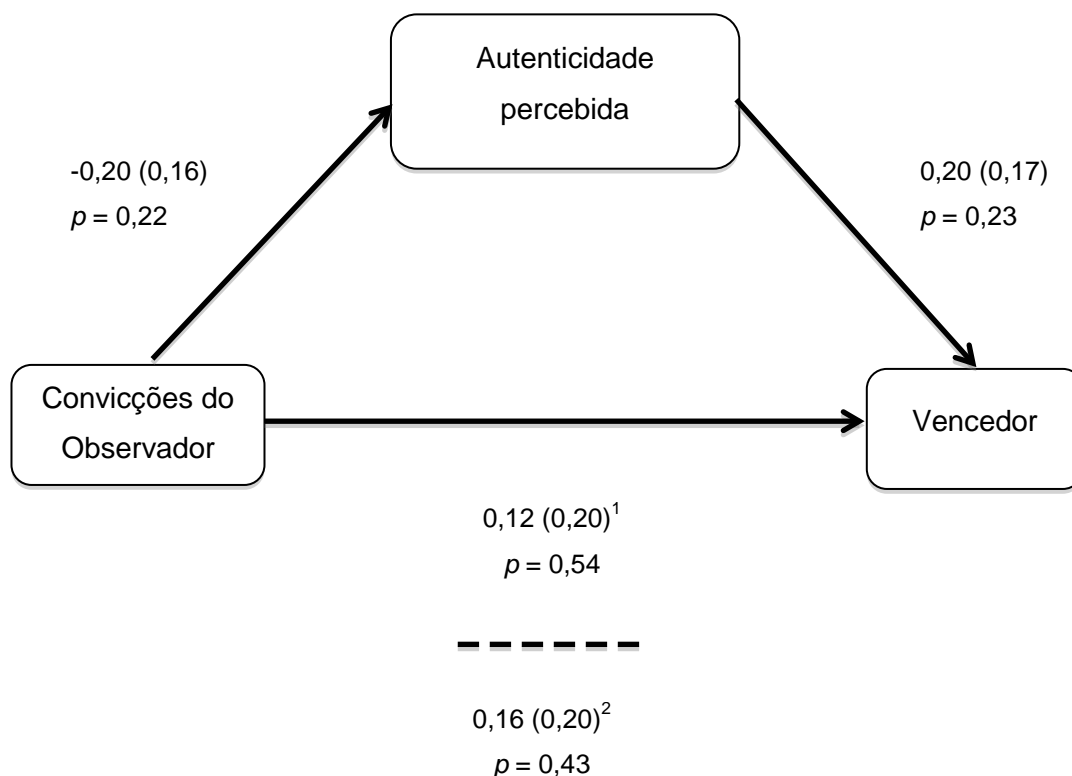 Autenticidade
percebida
-0,20 (0,16)
p = 0,22
0,20 (0,17)
p = 0,23
Convicções do
Observador
Vencedor
0,12 (0,20)¹
p = 0,54
0,16 (0,20)²
p = 0,43